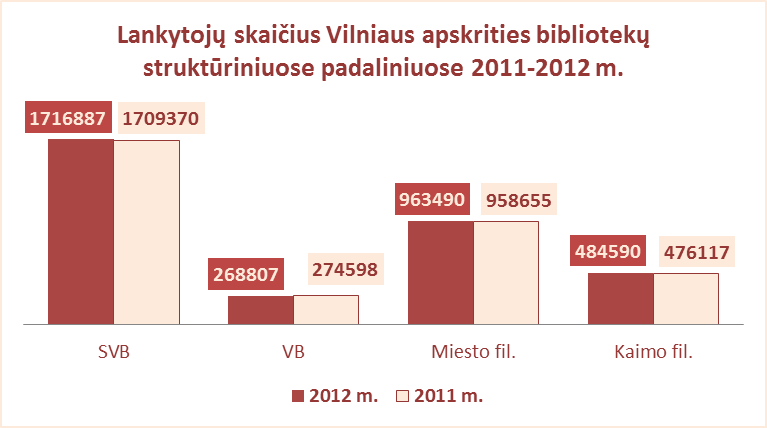 Lankytojų skaičius Vilniaus apskrities bibliotekų
struktūriniuose padaliniuose 2011-2012 m.
1716887 1709370
268807 274598
963490 958655
484590 476117
SVB VB Miesto fil. Kaimo fil.
2012 m. 2011 m.